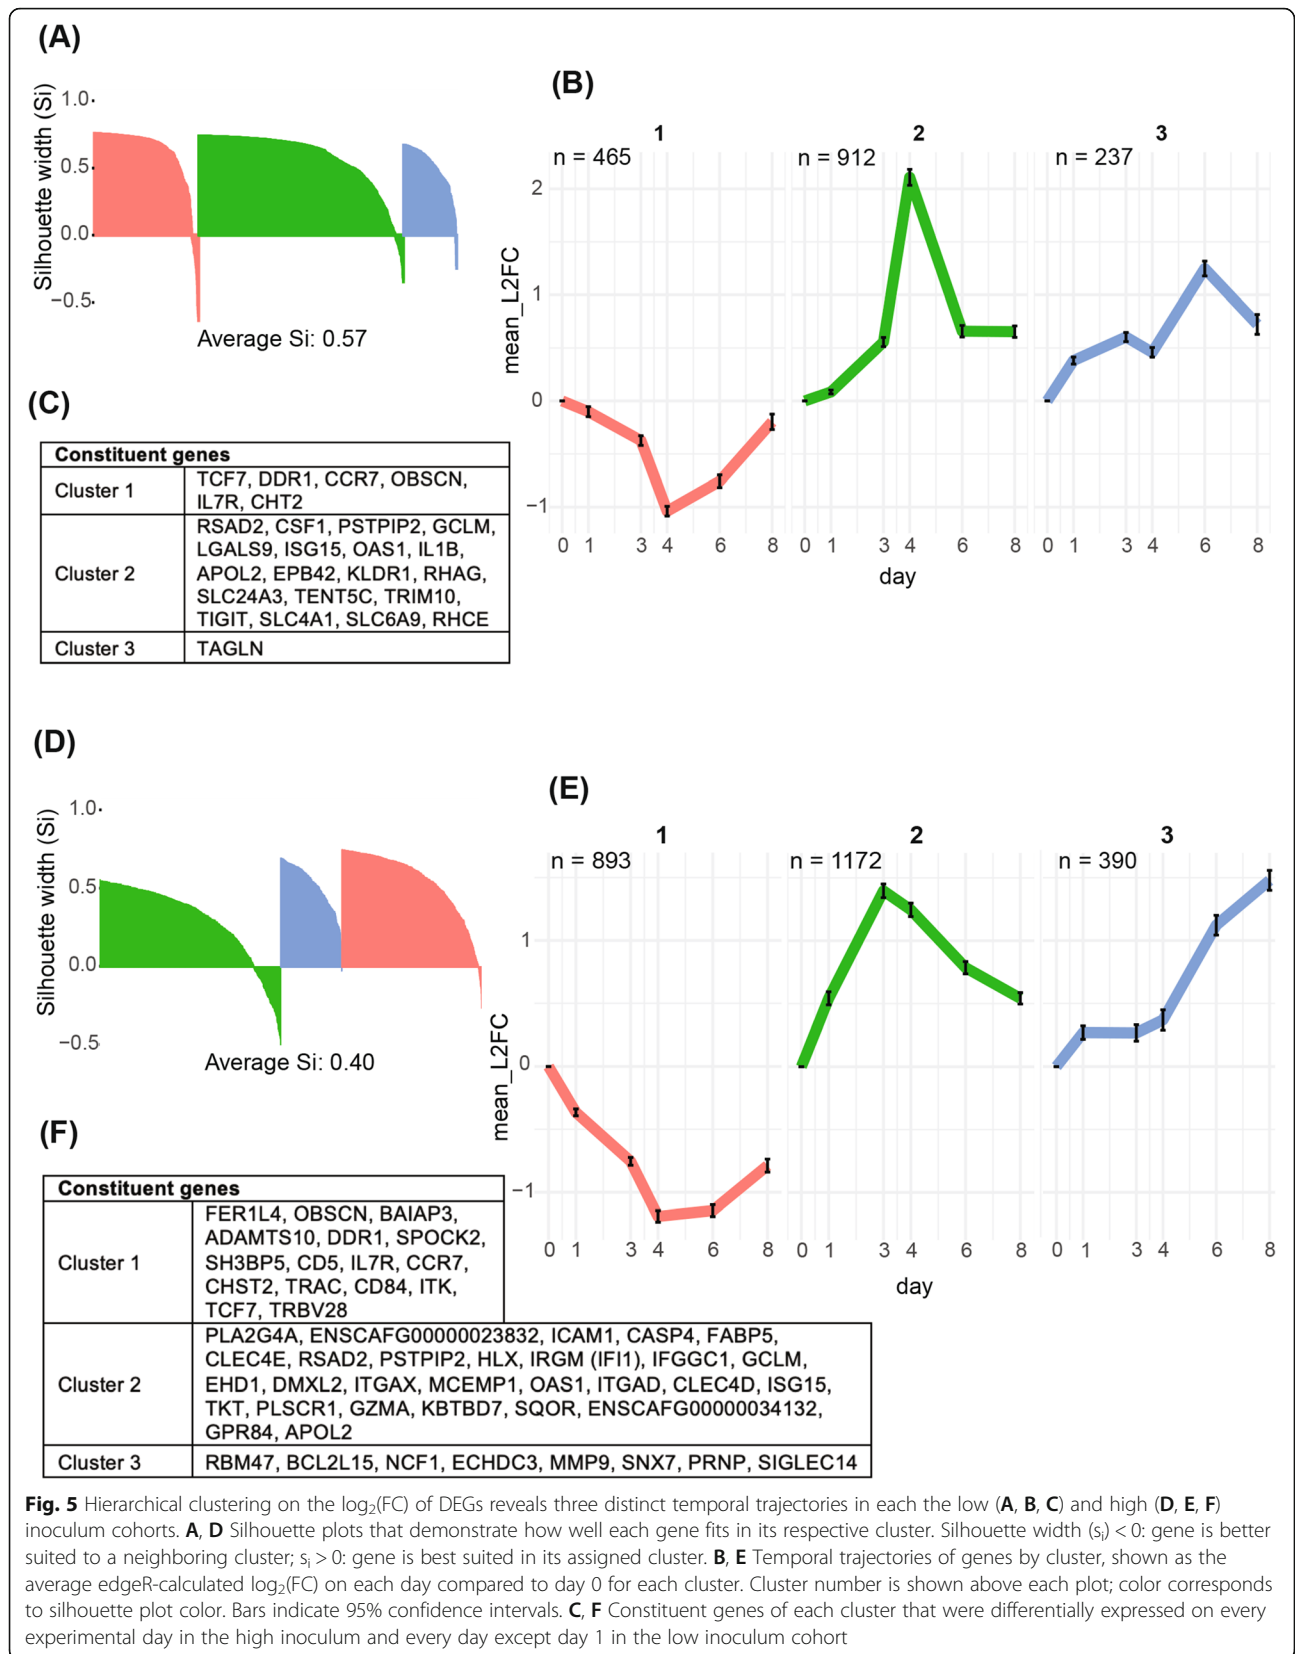 (A)
Silhouette width (Si)
1.0
0.5
0.0
−0.5
Average Si: 0.57
(B)
1
2
3
n = 465
n = 912
n = 237
mean_L2FC
2
1
0
−1
0 1 3 4 6 8
0 1 3 4 6 8
0 1 3 4 6 8
day
(C)
Constituent genes
Cluster 1
TCF7, DDR1, CCR7, OBSCN,
IL7R, CHT2
Cluster 2
RSAD2, CSF1, PSTPIP2, GCLM,
LGALS9, ISG15, OAS1, IL1B,
APOL2, EPB42, KLDR1, RHAG,
SLC24A3, TENT5C, TRIM10,
TIGIT, SLC4A1, SLC6A9, RHCE
Cluster 3
TAGLN
(D)
Silhouette width (Si)
1.0
0.5
0.0
−0.5
Average Si: 0.40
(E)
1
2
3
n = 893
n = 1172
n = 390
mean_L2FC
1
0
−1
0 1 3 4 6 8
0 1 3 4 6 8
0 1 3 4 6 8
day
(F)
Constituent genes
Cluster 1
FER1L4, OBSCN, BAIAP3,
ADAMTS10, DDR1, SPOCK2,
SH3BP5, CD5, IL7R, CCR7,
CHST2, TRAC, CD84, ITK,
TCF7, TRBV28
Cluster 2
PLA2G4A, ENSCAFG00000023832, ICAM1, CASP4, FABP5,
CLEC4E, RSAD2, PSTPIP2, HLX, IRGM (IFI1), IFGGC1, GCLM,
EHD1, DMXL2, ITGAX, MCEMP1, OAS1, ITGAD, CLEC4D, ISG15,
TKT, PLSCR1, GZMA, KBTBD7, SQOR, ENSCAFG00000034132,
GPR84, APOL2
Cluster 3
RBM47, BCL2L15, NCF1, ECHDC3, MMP9, SNX7, PRNP, SIGLEC14
Fig. 5 Hierarchical clustering on the log₂(FC) of DEGs reveals three distinct temporal trajectories in each the low (A, B, C) and high (D, E, F)
inoculum cohorts. A, D Silhouette plots that demonstrate how well each gene fits in its respective cluster. Silhouette width (sᵢ) < 0: gene is better
suited to a neighboring cluster; sᵢ > 0: gene is best suited in its assigned cluster. B, E Temporal trajectories of genes by cluster, shown as the
average edgeR-calculated log₂(FC) on each day compared to day 0 for each cluster. Cluster number is shown above each plot; color corresponds
to silhouette plot color. Bars indicate 95% confidence intervals. C, F Constituent genes of each cluster that were differentially expressed on every
experimental day in the high inoculum and every day except day 1 in the low inoculum cohort